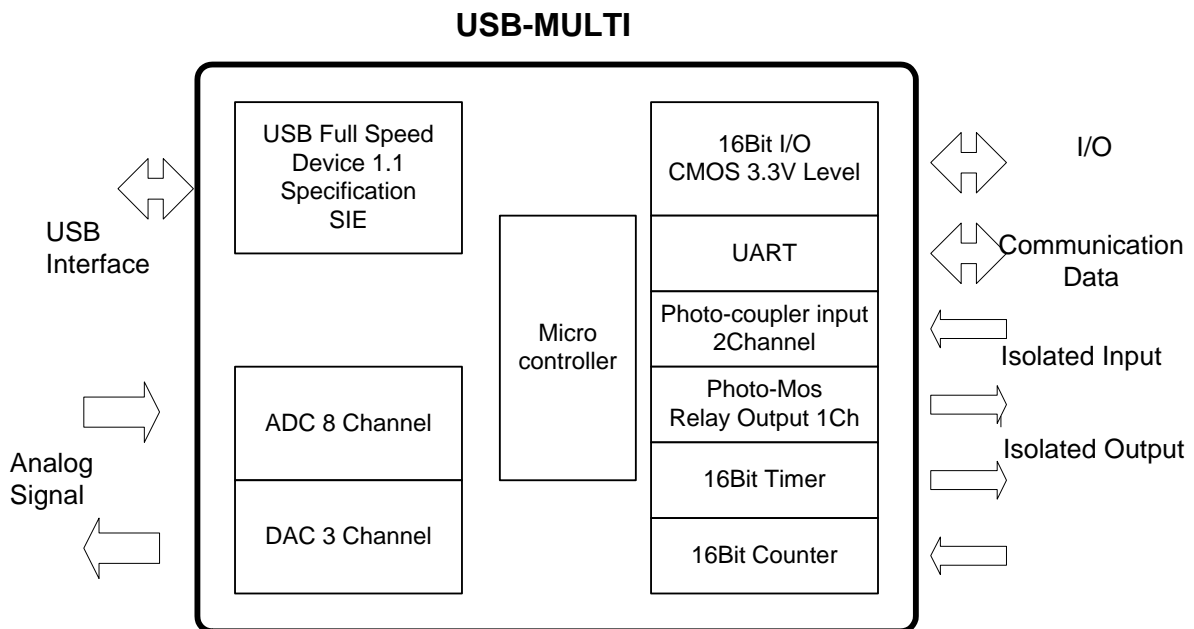 USB-MULTI
USB Full Speed
Device 1.1
Specification
SIE
USB
Interface
ADC 8 Channel
DAC 3 Channel
Analog
Signal
Micro
controller
16Bit I/O
CMOS 3.3V Level
UART
Photo-coupler input
2Channel
Photo-Mos
Relay Output 1Ch
16Bit Timer
16Bit Counter
I/O
Communication
Data
Isolated Input
Isolated Output